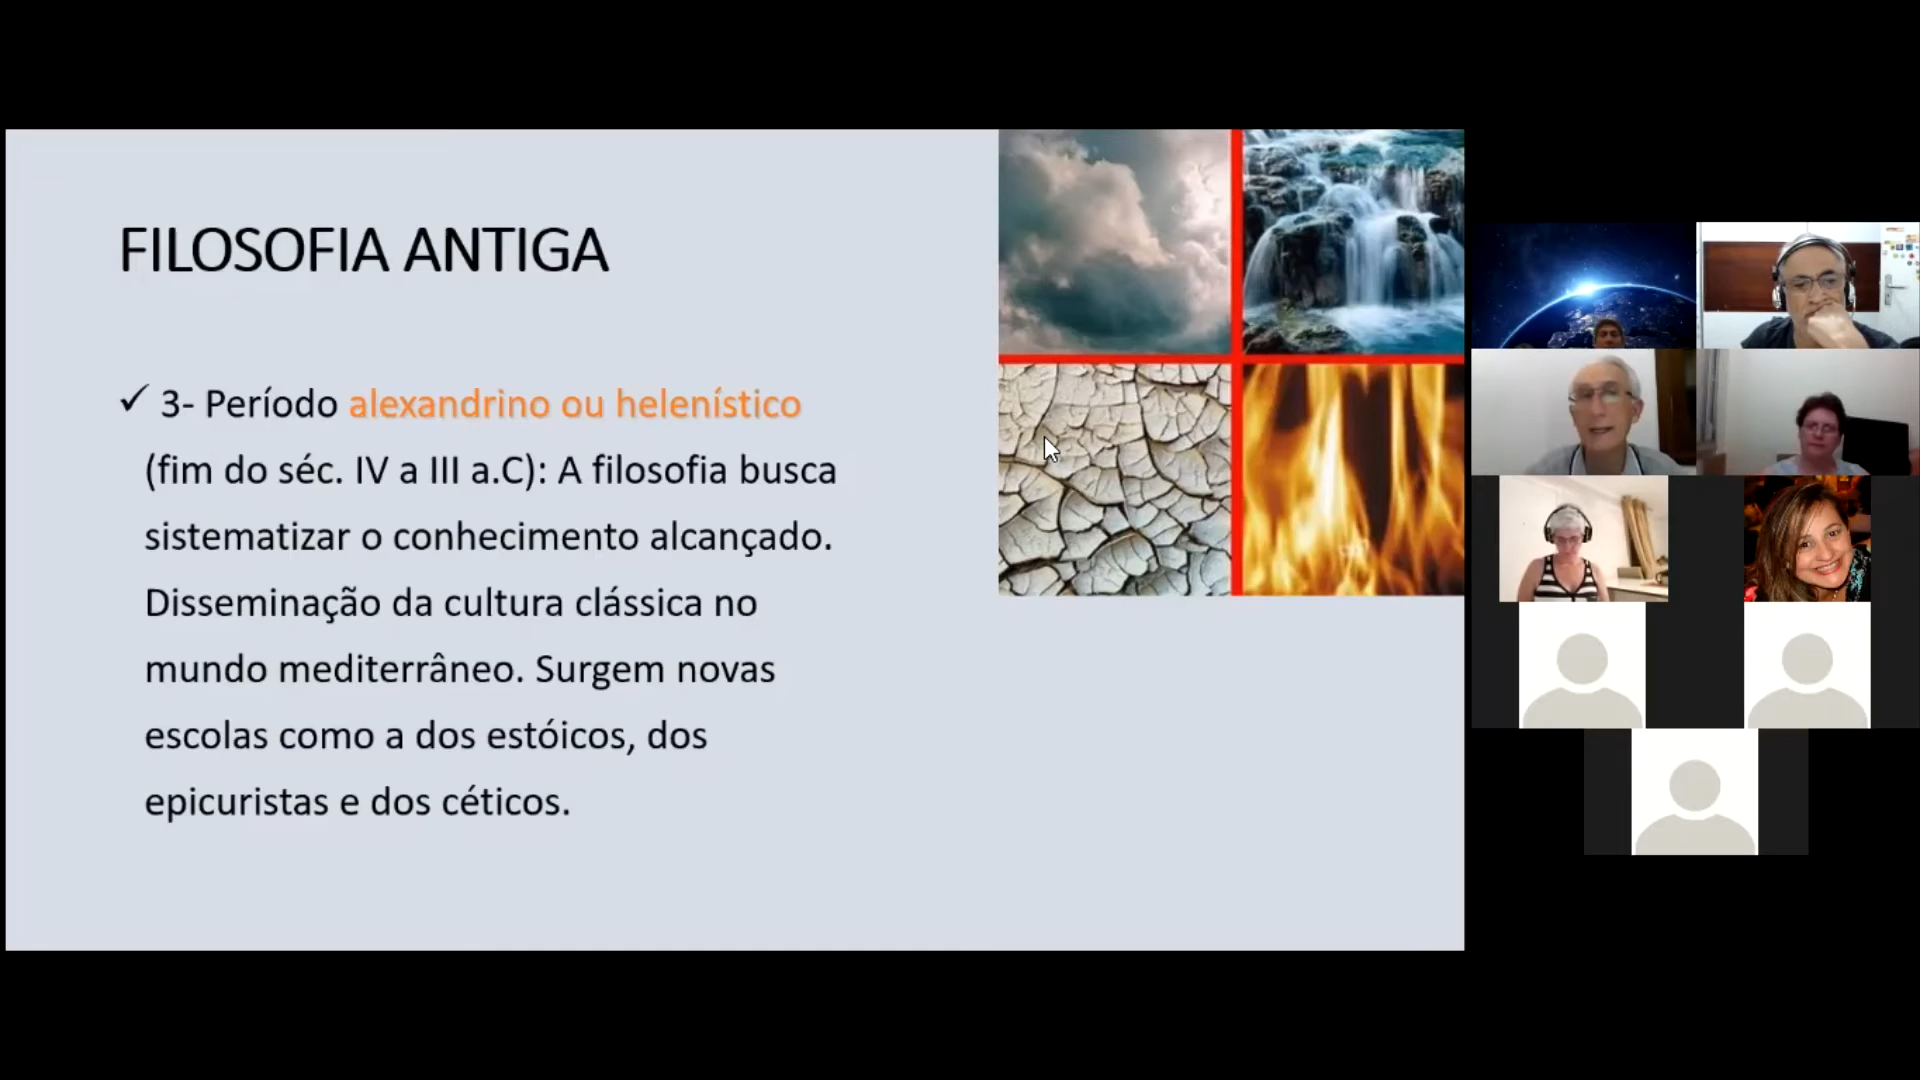 FILOSOFIA ANTIGA
✓ 3- Período alexandrino ou helenístico
(fim do séc. IV a III a.C): A filosofia busca
sistematizar o conhecimento alcançado.
Disseminação da cultura clássica no
mundo mediterrâneo. Surgem novas
escolas como a dos estóicos, dos
epicuristas e dos céticos.